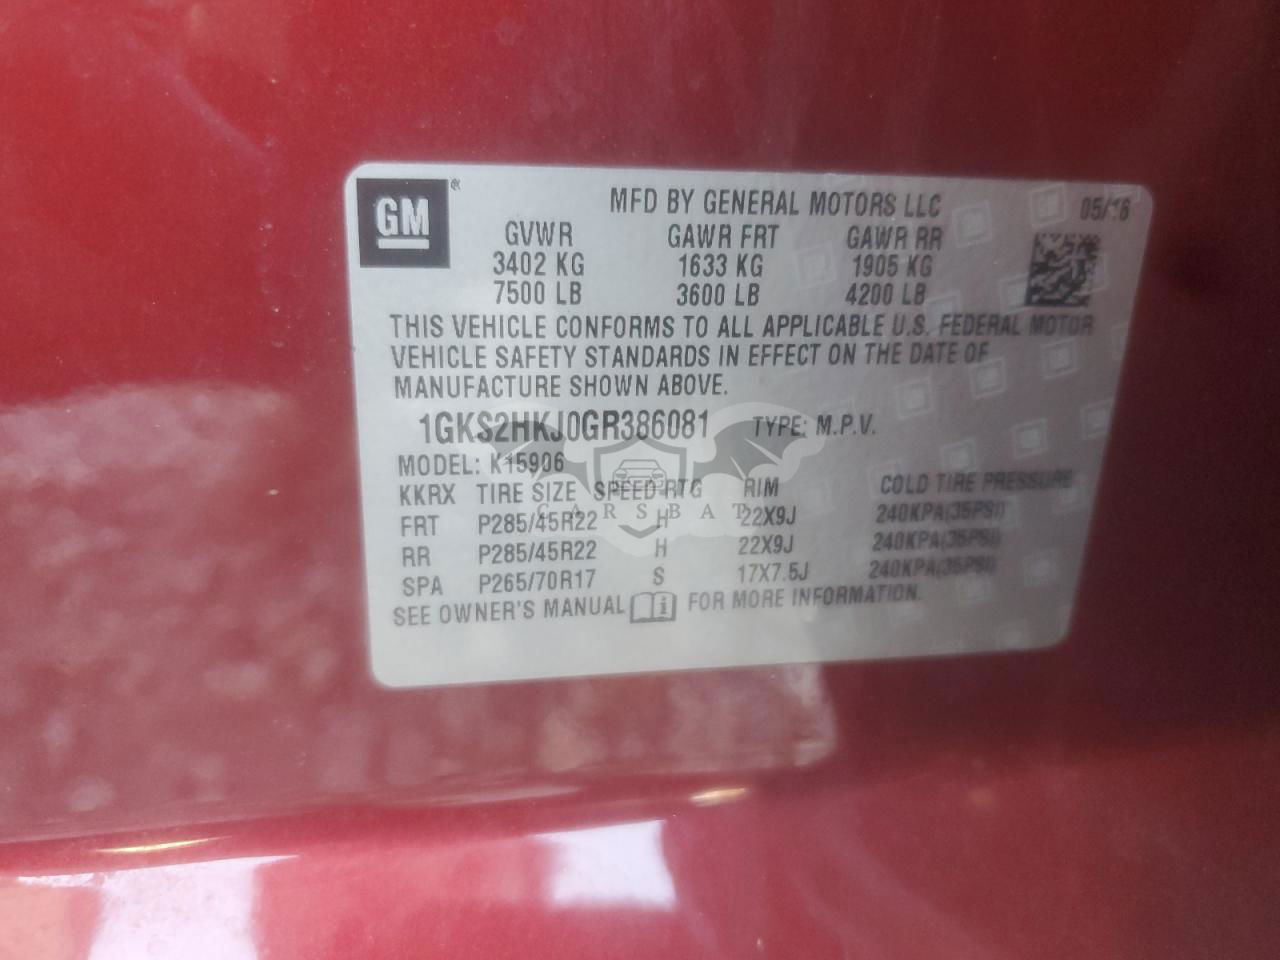 GM ®
MFD BY GENERAL MOTORS LLC 05/16
GVWR GAWR FRT GAWR RR
3402 KG 1633 KG 1905 KG
7500 LB 3600 LB 4200 LB
THIS VEHICLE CONFORMS TO ALL APPLICABLE U.S. FEDERAL MOTOR
VEHICLE SAFETY STANDARDS IN EFFECT ON THE DATE OF
MANUFACTURE SHOWN ABOVE.
1GKS2HKJ0GR386081 TYPE: M.P.V.
MODEL: K15906
KKRX TIRE SIZE SPEED RTG RIM COLD TIRE PRESSURE
FRT P285/45R22 H 22X9J 240KPA(35PSI)
RR P285/45R22 H 22X9J 240KPA(35PSI)
SPA P265/70R17 S 17X7.5J 240KPA(35PSI)
SEE OWNER'S MANUAL FOR MORE INFORMATION.
CARSBAT